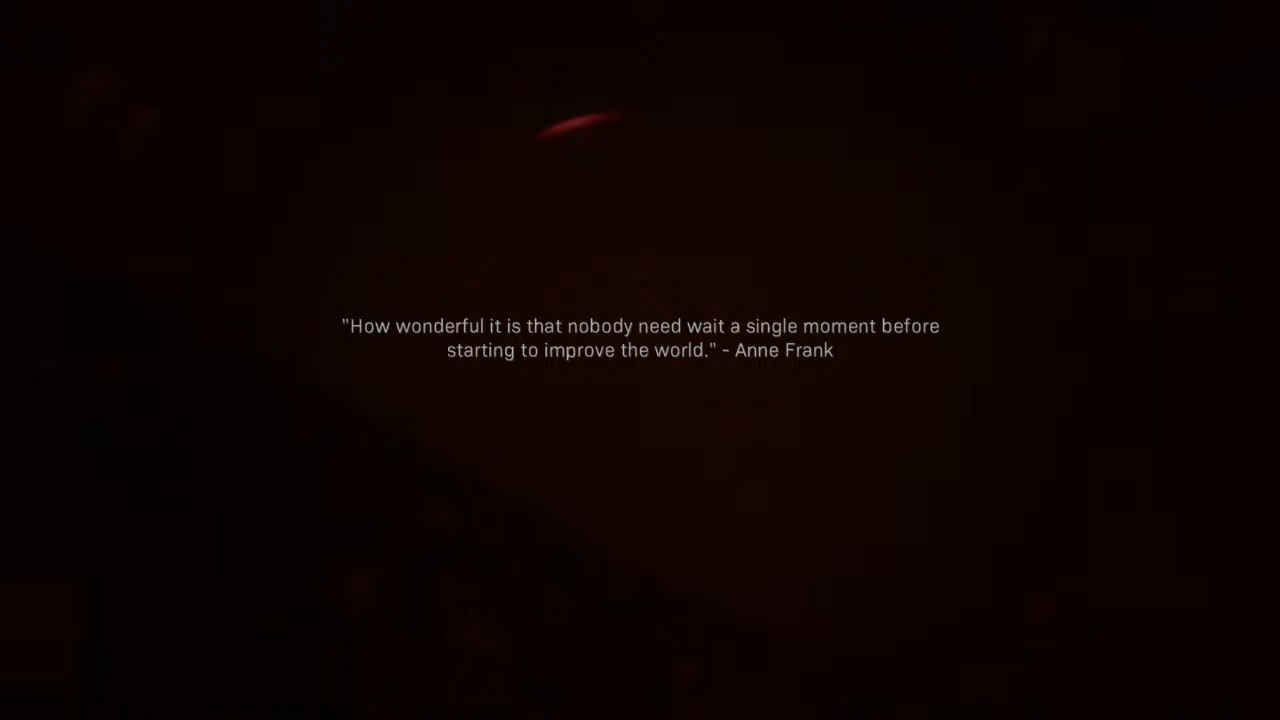 "How wonderful it is that nobody need wait a single moment before
starting to improve the world." - Anne Frank